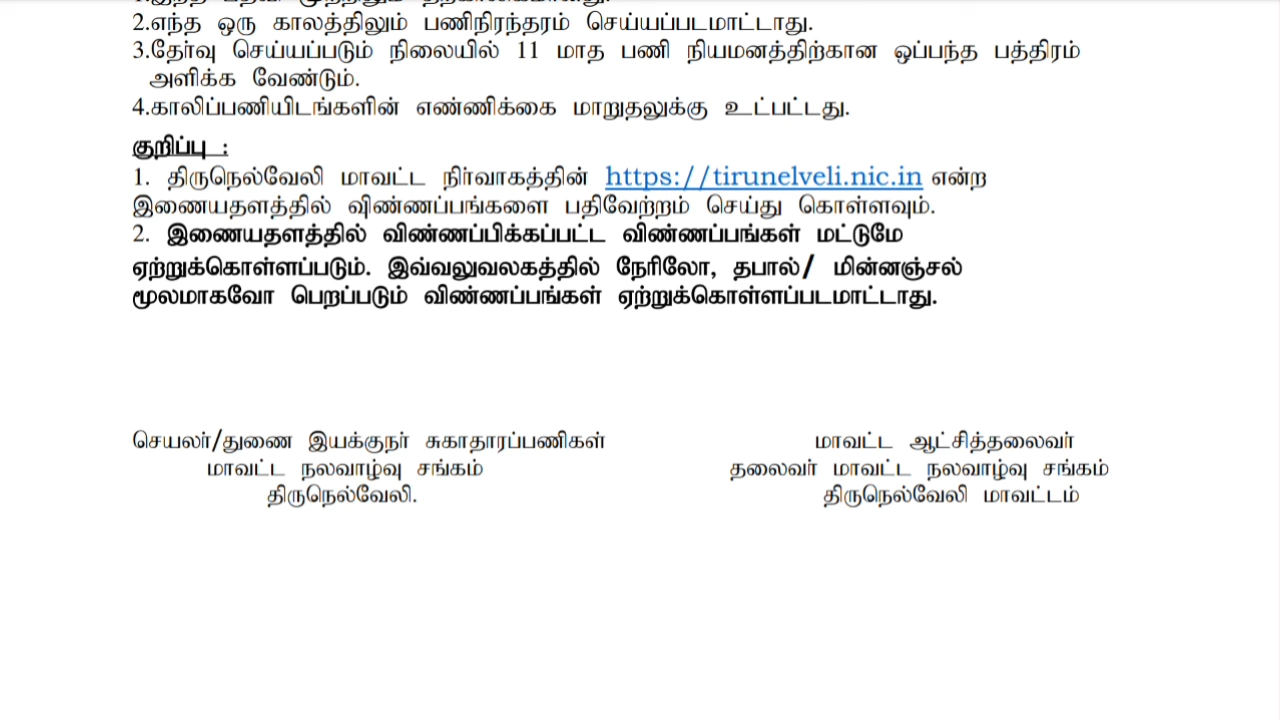 2.எந்த ஒரு காலத்திலும் பணிநிரந்தரம் செய்யப்படமாட்டாது.
3.தேர்வு செய்யப்படும் நிலையில் 11 மாத பணி நியமனத்திற்கான ஒப்பந்த பத்திரம்
அளிக்க வேண்டும்.
4.காலிப்பணியிடங்களின் எண்ணிக்கை மாறுதலுக்கு உட்பட்டது.
குறிப்பு :
1. திருநெல்வேலி மாவட்ட நிர்வாகத்தின் https://tirunelveli.nic.in என்ற
இணையதளத்தில் விண்ணப்பங்களை பதிவேற்றம் செய்து கொள்ளவும்.
2. இணையதளத்தில் விண்ணப்பிக்கப்பட்ட விண்ணப்பங்கள் மட்டுமே
ஏற்றுக்கொள்ளப்படும். இவ்வலுவலகத்தில் நேரிலோ, தபால்/ மின்னஞ்சல்
மூலமாகவோ பெறப்படும் விண்ணப்பங்கள் ஏற்றுக்கொள்ளப்படமாட்டாது.
செயலர்/துணை இயக்குநர் சுகாதாரப்பணிகள்
மாவட்ட நலவாழ்வு சங்கம்
திருநெல்வேலி.
மாவட்ட ஆட்சித்தலைவர்
தலைவர் மாவட்ட நலவாழ்வு சங்கம்
திருநெல்வேலி மாவட்டம்